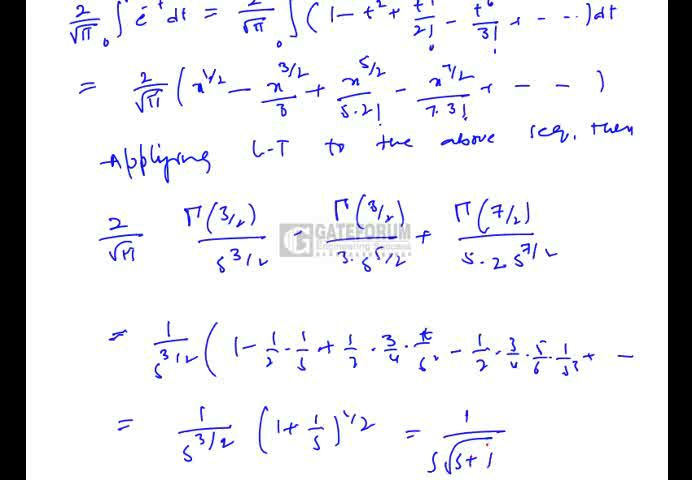 2/√π ∫₀ e^-t² dt = 2/√π ∫₀ (1 - t² + t⁴/2! - t⁶/3! + - - ·)dt
= 2/√π (x^1/2 - x^3/2/3 + x^5/2/5·2! - x^7/2/7·3! + - - -)
Applying L-T to the above seq, then
2/√π Γ(3/2)/s^3/2 - Γ(3/2)/3·s^5/2 + Γ(7/2)/5·2 s^7/2
GATEFORUM
Engineering Success
= 1/s^3/2 (1 - 1/2 · 1/s + 1/2 · 3/4 · 1/s² - 1/2 · 3/4 · 5/6 · 1/s³ + -
= 1/s^3/2 (1 + 1/s)^1/2 = 1/s√s+1